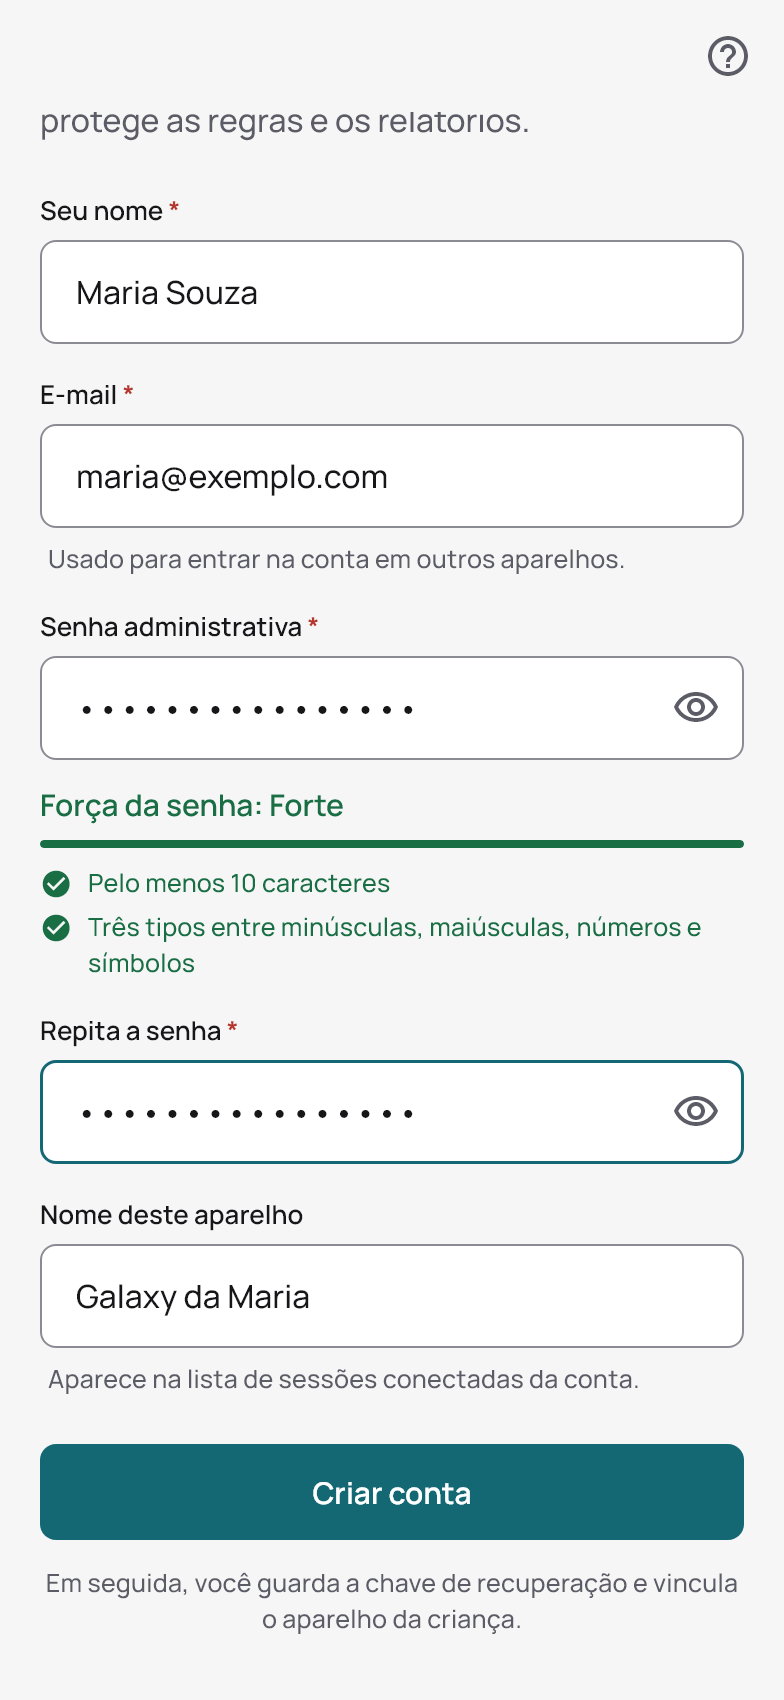 protege as regras e os relatórios.
Seu nome *
Maria Souza
E-mail *
maria@exemplo.com
Usado para entrar na conta em outros aparelhos.
Senha administrativa *
••••••••••••••••
Força da senha: Forte
Pelo menos 10 caracteres
Três tipos entre minúsculas, maiúsculas, números e
símbolos
Repita a senha *
••••••••••••••••
Nome deste aparelho
Galaxy da Maria
Aparece na lista de sessões conectadas da conta.
Criar conta
Em seguida, você guarda a chave de recuperação e vincula
o aparelho da criança.